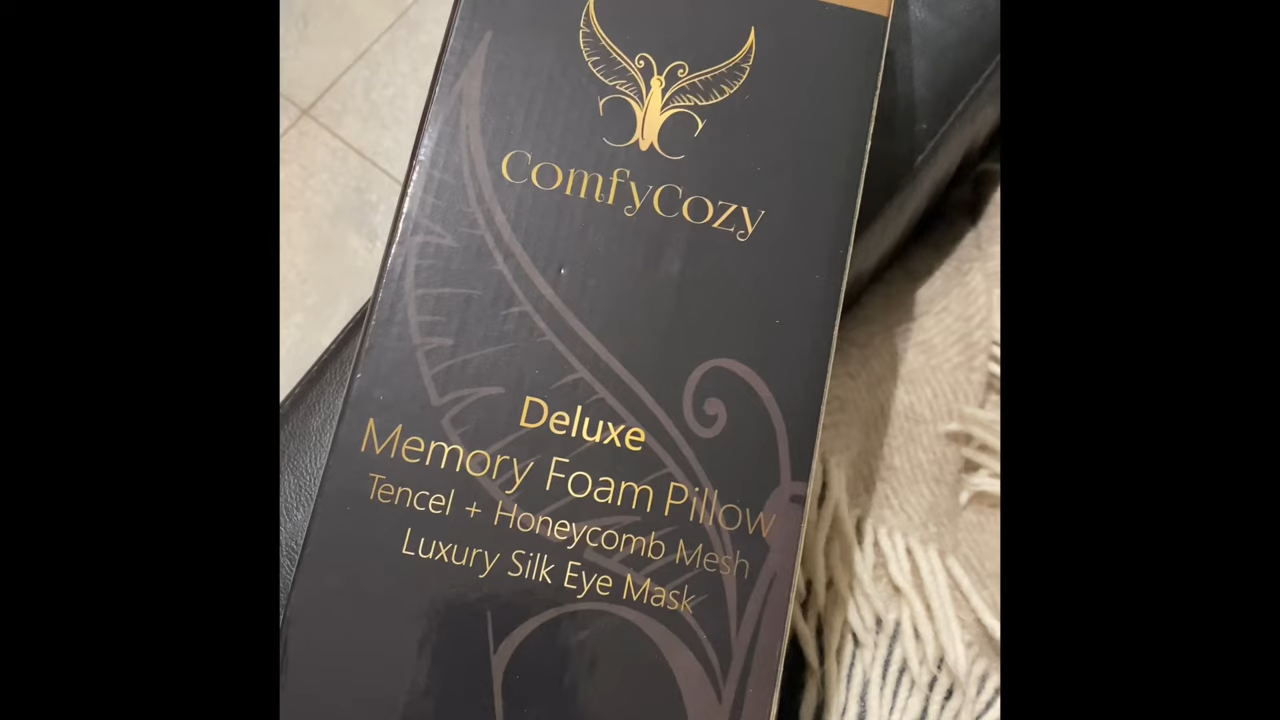 ComfyCozy
Deluxe
Memory Foam Pillow
Tencel + Honeycomb Mesh
Luxury Silk Eye Mask